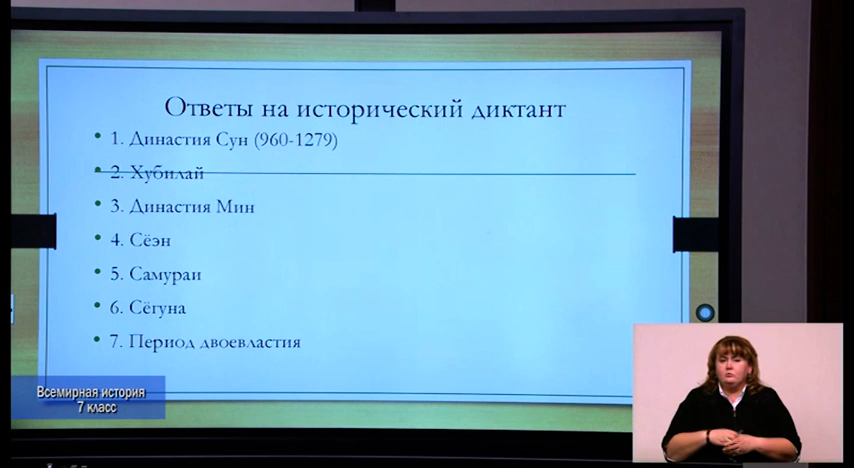 Ответы на исторический диктант
• 1. Династия Сун (960-1279)
• 2. Хубилай
• 3. Династия Мин
• 4. Сёэн
• 5. Самураи
• 6. Сёгуна
• 7. Период двоевластия
Всемирная история
7 класс